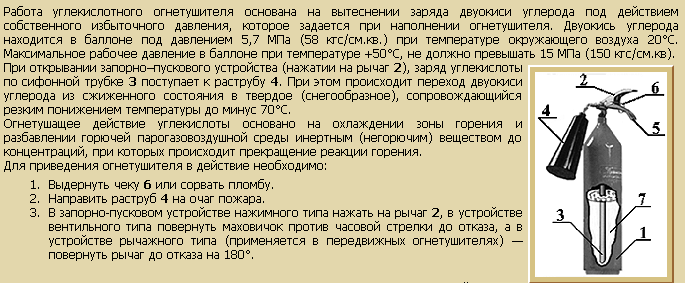 Работа углекислотного огнетушителя основана на вытеснении заряда двуокиси углерода под действием
собственного избыточного давления, которое задается при наполнении огнетушителя. Двуокись углерода
находится в баллоне под давлением 5,7 МПа (58 кгс/см.кв.) при температуре окружающего воздуха 20°С.
Максимальное рабочее давление в баллоне при температуре +50°С, не должно превышать 15 МПа (150 кгс/см.кв).
При открывании запорно–пускового устройства (нажатии на рычаг 2), заряд углекислоты
по сифонной трубке 3 поступает к раструбу 4. При этом происходит переход двуокиси
углерода из сжиженного состояния в твердое (снегообразное), сопровождающийся
резким понижением температуры до минус 70°С.
Огнетушащее действие углекислоты основано на охлаждении зоны горения и
разбавлении горючей парогазовоздушной среды инертным (негорючим) веществом до
концентраций, при которых происходит прекращение реакции горения.
Для приведения огнетушителя в действие необходимо:
1. Выдернуть чеку 6 или сорвать пломбу.
2. Направить раструб 4 на очаг пожара.
3. В запорно-пусковом устройстве нажимного типа нажать на рычаг 2, в устройстве
вентильного типа повернуть маховичок против часовой стрелки до отказа, а в
устройстве рычажного типа (применяется в передвижных огнетушителях) —
повернуть рычаг до отказа на 180°.
2
6
4
5
7
3
1